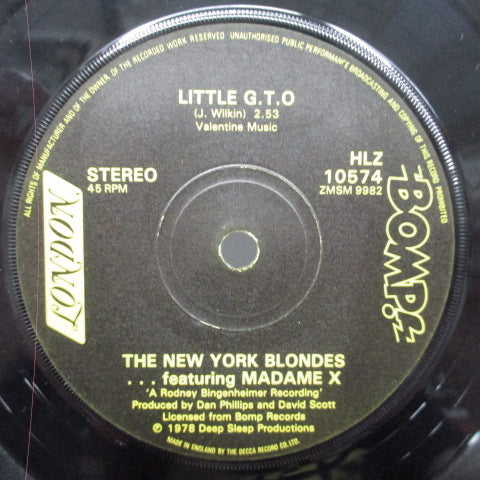 ALL RIGHTS OF MANUFACTURER AND OF THE OWNER OF THE RECORDED WORK RESERVED UNAUTHORISED PUBLIC PERFORMANCE BROADCASTING AND COPYING OF THIS RECORD PROHIBITED
LITTLE G.T.O
(J. Wilkin) 2.53
Valentine Music
STEREO
45 RPM
HLZ
10574
ZMSM 9982
LONDON
BOMP!
THE NEW YORK BLONDES
. . . featuring MADAME X
'A Rodney Bingenheimer Recording'
Produced by Dan Phillips and David Scott
Licensed from Bomp Records
℗ 1978 Deep Sleep Productions
MADE IN ENGLAND BY THE DECCA RECORD CO. LTD.